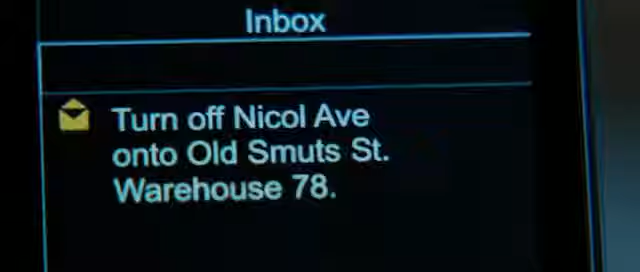 Inbox
Turn off Nicol Ave
onto Old Smuts St.
Warehouse 78.